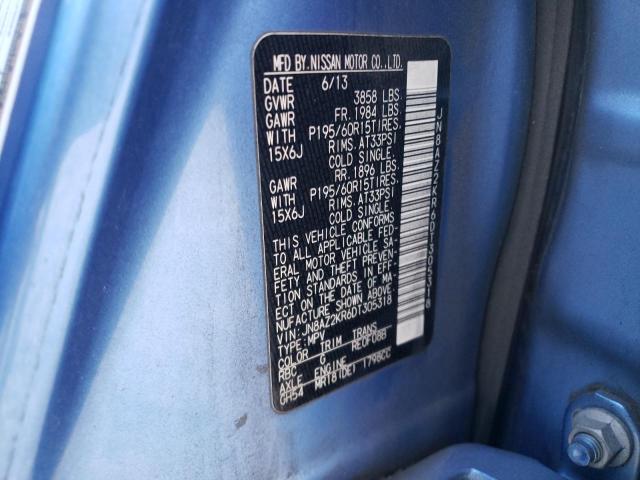 MFD BY.NISSAN MOTOR CO.,LTD.
DATE 6/13
GVWR 3858 LBS.
GAWR FR. 1984 LBS.
WITH P195/60R15TIRES.
15X6J RIMS. AT33PSI
COLD SINGLE.
GAWR RR. 1896 LBS.
WITH P195/60R15TIRES.
15X6J RIMS. AT33PSI
COLD SINGLE.
THIS VEHICLE CONFORMS
TO ALL APPLICABLE FED-
ERAL MOTOR VEHICLE SA-
FETY AND THEFT PREVEN-
TION STANDARDS IN EFF-
ECT ON THE DATE OF MA-
NUFACTURE SHOWN ABOVE.
VIN:JN8AZ2KR6DT305318
TYPE:MPV
COLOR TRIM TRANS
RBC G RE0F08B
AXLE ENGINE
GH54 MR18[DE] 1798CC
JN8AZ2KR6DT305318